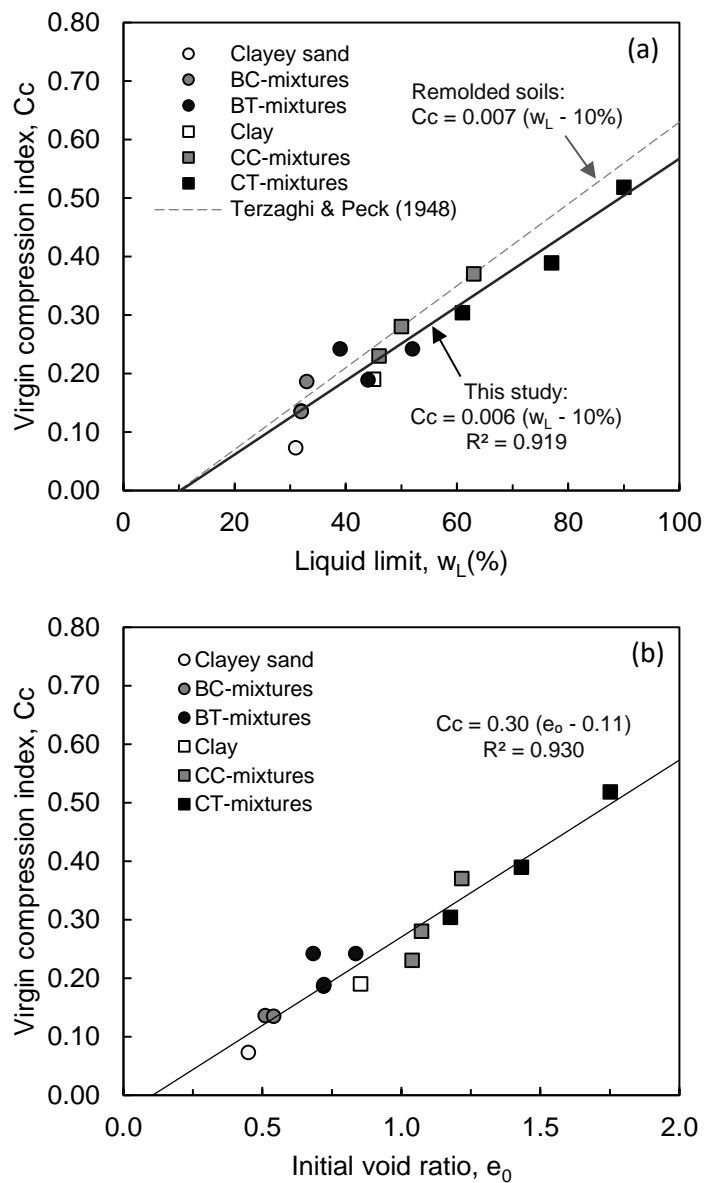 (a)
Virgin compression index, Cc
0.80
0.70
0.60
0.50
0.40
0.30
0.20
0.10
0.00
Clayey sand
BC-mixtures
BT-mixtures
Clay
CC-mixtures
CT-mixtures
Terzaghi & Peck (1948)
Remolded soils:
Cc = 0.007 (w_L - 10%)
This study:
Cc = 0.006 (w_L - 10%)
R² = 0.919
0 20 40 60 80 100
Liquid limit, w_L(%)
(b)
Virgin compression index, Cc
0.80
0.70
0.60
0.50
0.40
0.30
0.20
0.10
0.00
Clayey sand
BC-mixtures
BT-mixtures
Clay
CC-mixtures
CT-mixtures
Cc = 0.30 (eₒ - 0.11)
R² = 0.930
0.0 0.5 1.0 1.5 2.0
Initial void ratio, e₀